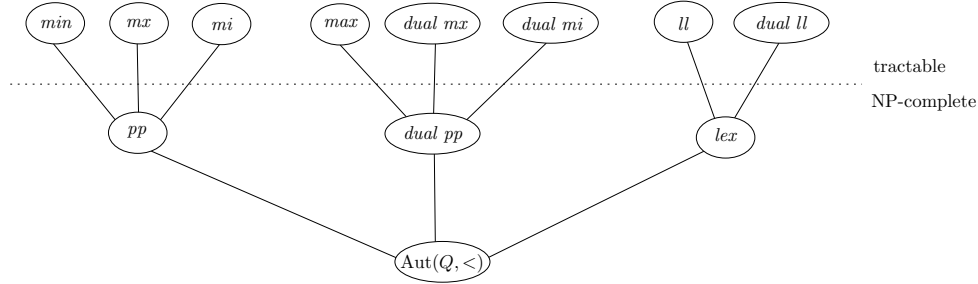 min mx mi max dual mx dual mi ll dual ll
tractable
NP-complete
pp dual pp lex
Aut(Q, <)